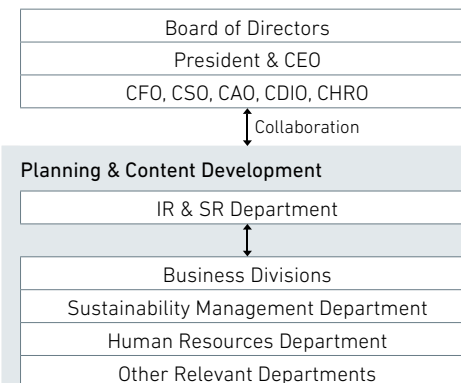 Board of Directors
President & CEO
CFO, CSO, CAO, CDIO, CHRO
Collaboration
Planning & Content Development
IR & SR Department
Business Divisions
Sustainability Management Department
Human Resources Department
Other Relevant Departments